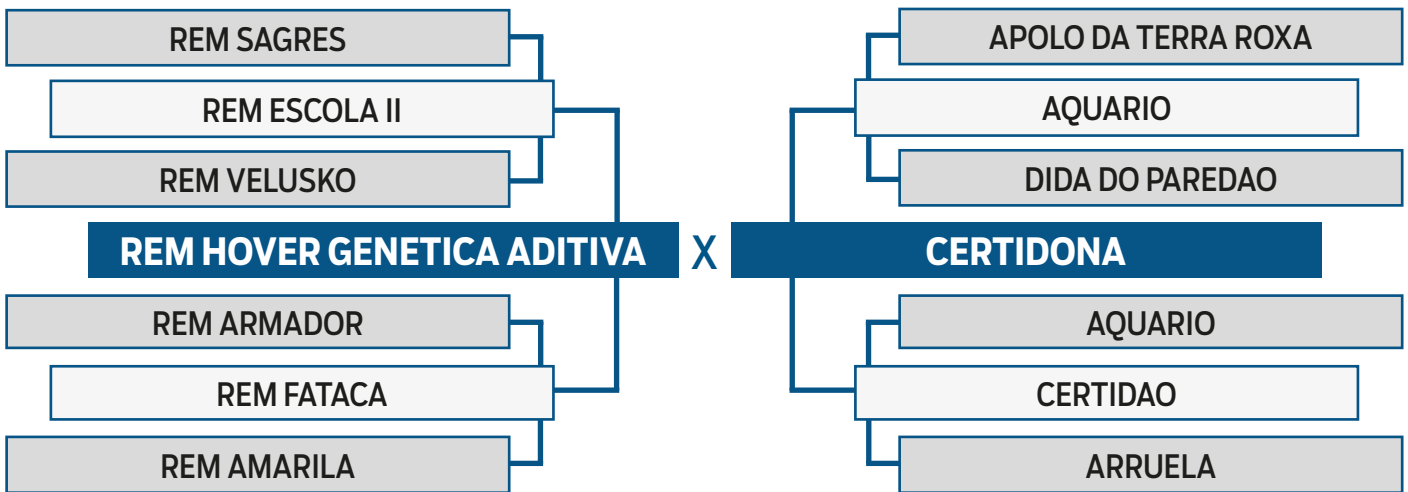 REM SAGRES
REM ESCOLA II
REM VELUSKO
REM HOVER GENETICA ADITIVA
REM ARMADOR
REM FATACA
REM AMARILA
X
APOLO DA TERRA ROXA
AQUARIO
DIDA DO PAREDAO
CERTIDONA
AQUARIO
CERTIDAO
ARRUELA